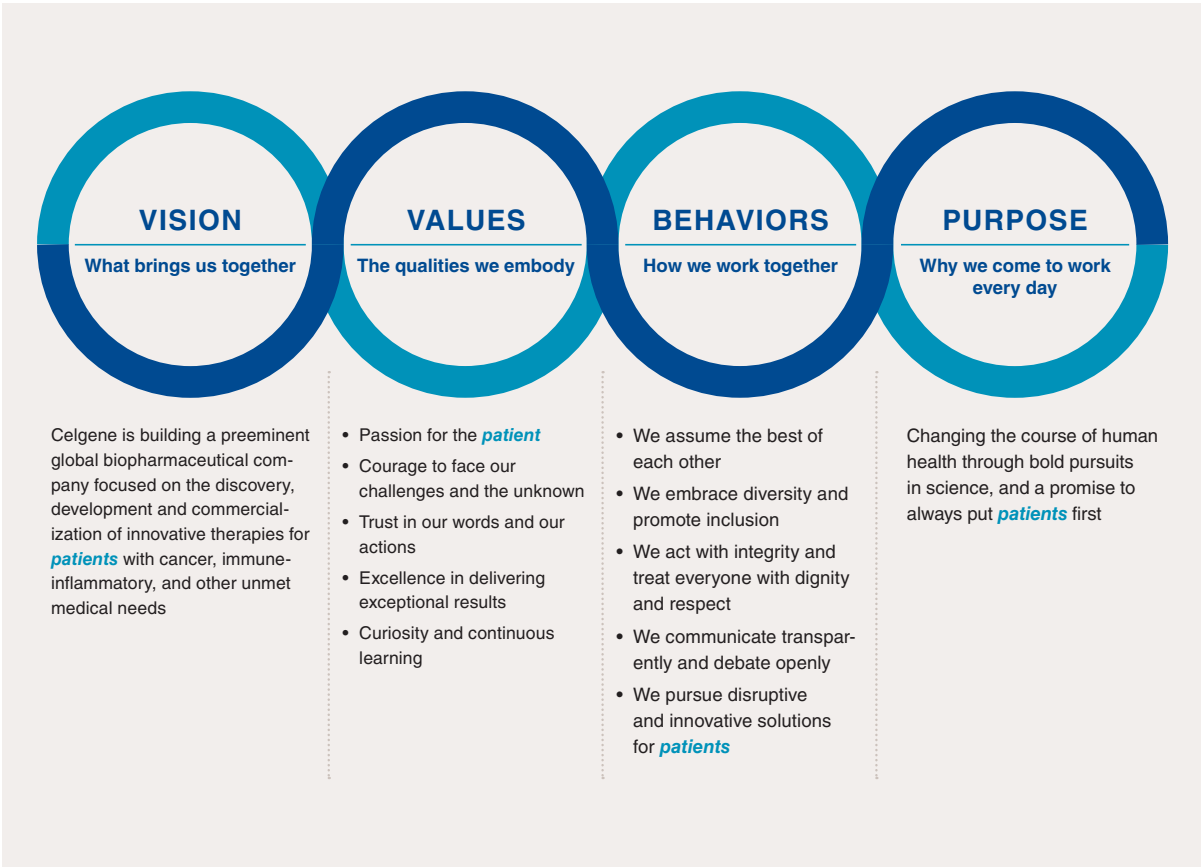 VISION
What brings us together
Celgene is building a preeminent
global biopharmaceutical com-
pany focused on the discovery,
development and commercial-
ization of innovative therapies for
patients with cancer, immune-
inflammatory, and other unmet
medical needs
VALUES
The qualities we embody
• Passion for the patient
• Courage to face our
challenges and the unknown
• Trust in our words and our
actions
• Excellence in delivering
exceptional results
• Curiosity and continuous
learning
BEHAVIORS
How we work together
• We assume the best of
each other
• We embrace diversity and
promote inclusion
• We act with integrity and
treat everyone with dignity
and respect
• We communicate transpar-
ently and debate openly
• We pursue disruptive
and innovative solutions
for patients
PURPOSE
Why we come to work
every day
Changing the course of human
health through bold pursuits
in science, and a promise to
always put patients first